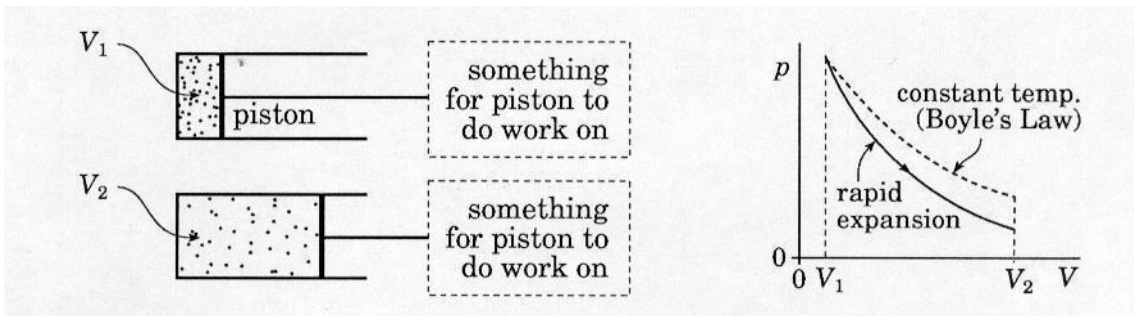 V₁
piston
something
for piston to
do work on
V₂
something
for piston to
do work on
p
constant temp.
(Boyle's Law)
rapid
expansion
0
0 V₁ V₂ V